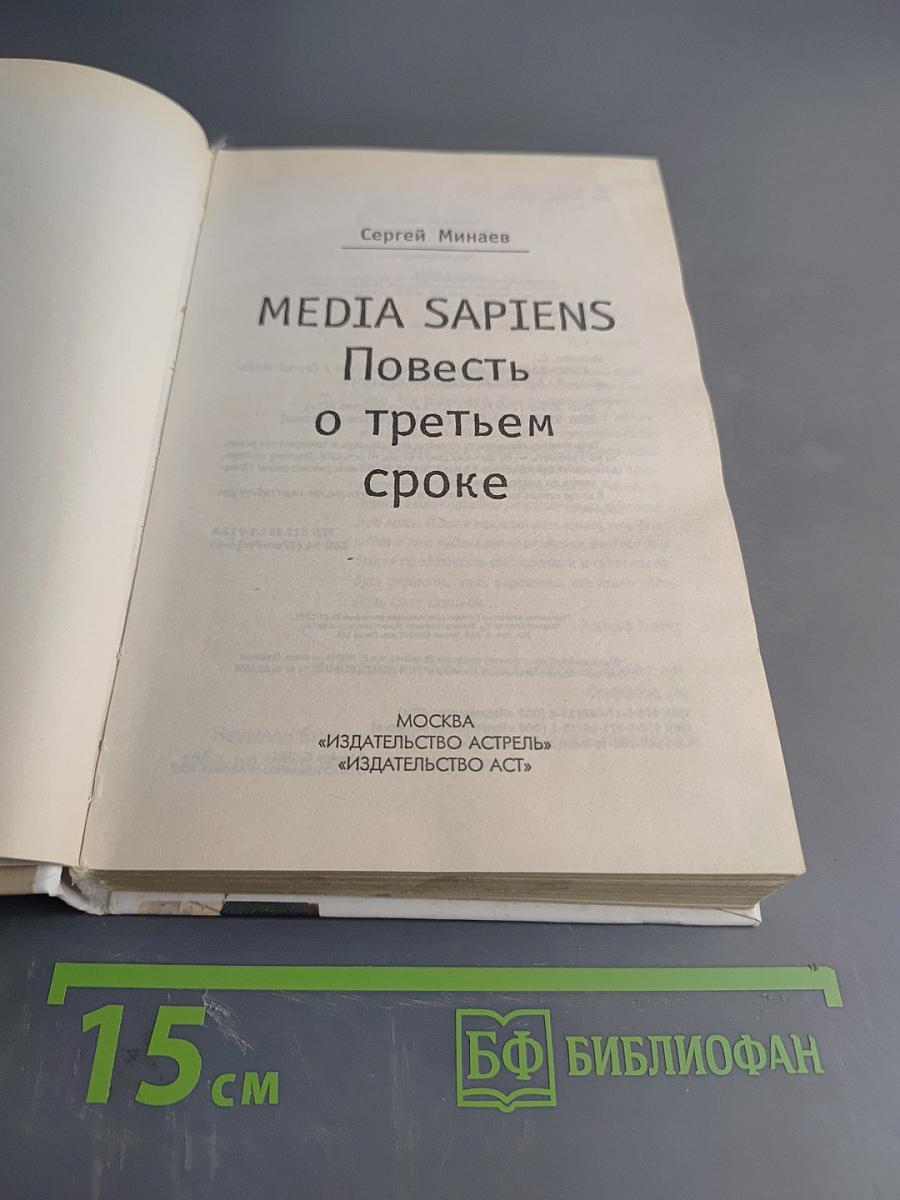 Сергей Минаев
MEDIA SAPIENS
Повесть
о третьем
сроке
МОСКВА
«ИЗДАТЕЛЬСТВО АСТРЕЛЬ»
«ИЗДАТЕЛЬСТВО АСТ»
15 см
БФ БИБЛИОФАН